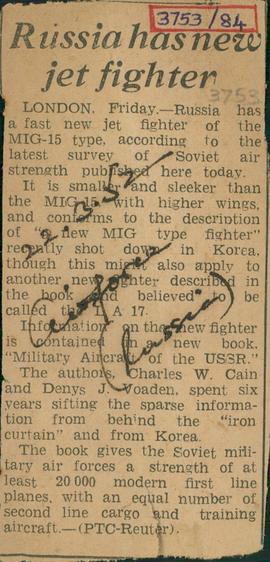 3753/84
Russia has new
jet fighter
3753
LONDON, Friday.—Russia has
a fast new jet fighter of the
MIG-15 type, according to the
latest survey of Soviet air
strength published here today.
It is smaller and sleeker than
the MIG-15 with higher wings,
and conforms to the description
of "a new MIG type fighter"
recently shot down in Korea,
though this might also apply to
another new fighter described in
the book and believed to be
called the A 17.
Information on the new fighter
is contained in a new book,
"Military Aircraft of the USSR."
The authors, Charles W. Cain
and Denys J. Voaden, spent six
years sifting the sparse informa-
tion from behind the "iron
curtain" and from Korea.
The book gives the Soviet mili-
tary air forces a strength of at
least 20 000 modern first line
planes, with an equal number of
second line cargo and training
aircraft.—(PTC-Reuter).
22.3.52
Airforce
(Russia)